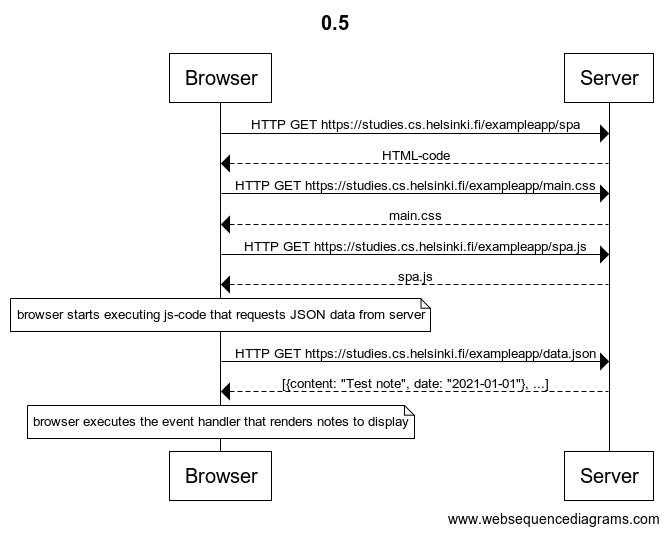 0.5
Browser
Server
HTTP GET https://studies.cs.helsinki.fi/exampleapp/spa
HTML-code
HTTP GET https://studies.cs.helsinki.fi/exampleapp/main.css
main.css
HTTP GET https://studies.cs.helsinki.fi/exampleapp/spa.js
spa.js
browser starts executing js-code that requests JSON data from server
HTTP GET https://studies.cs.helsinki.fi/exampleapp/data.json
[{content: "Test note", date: "2021-01-01"}, ...]
browser executes the event handler that renders notes to display
Browser
Server
www.websequencediagrams.com